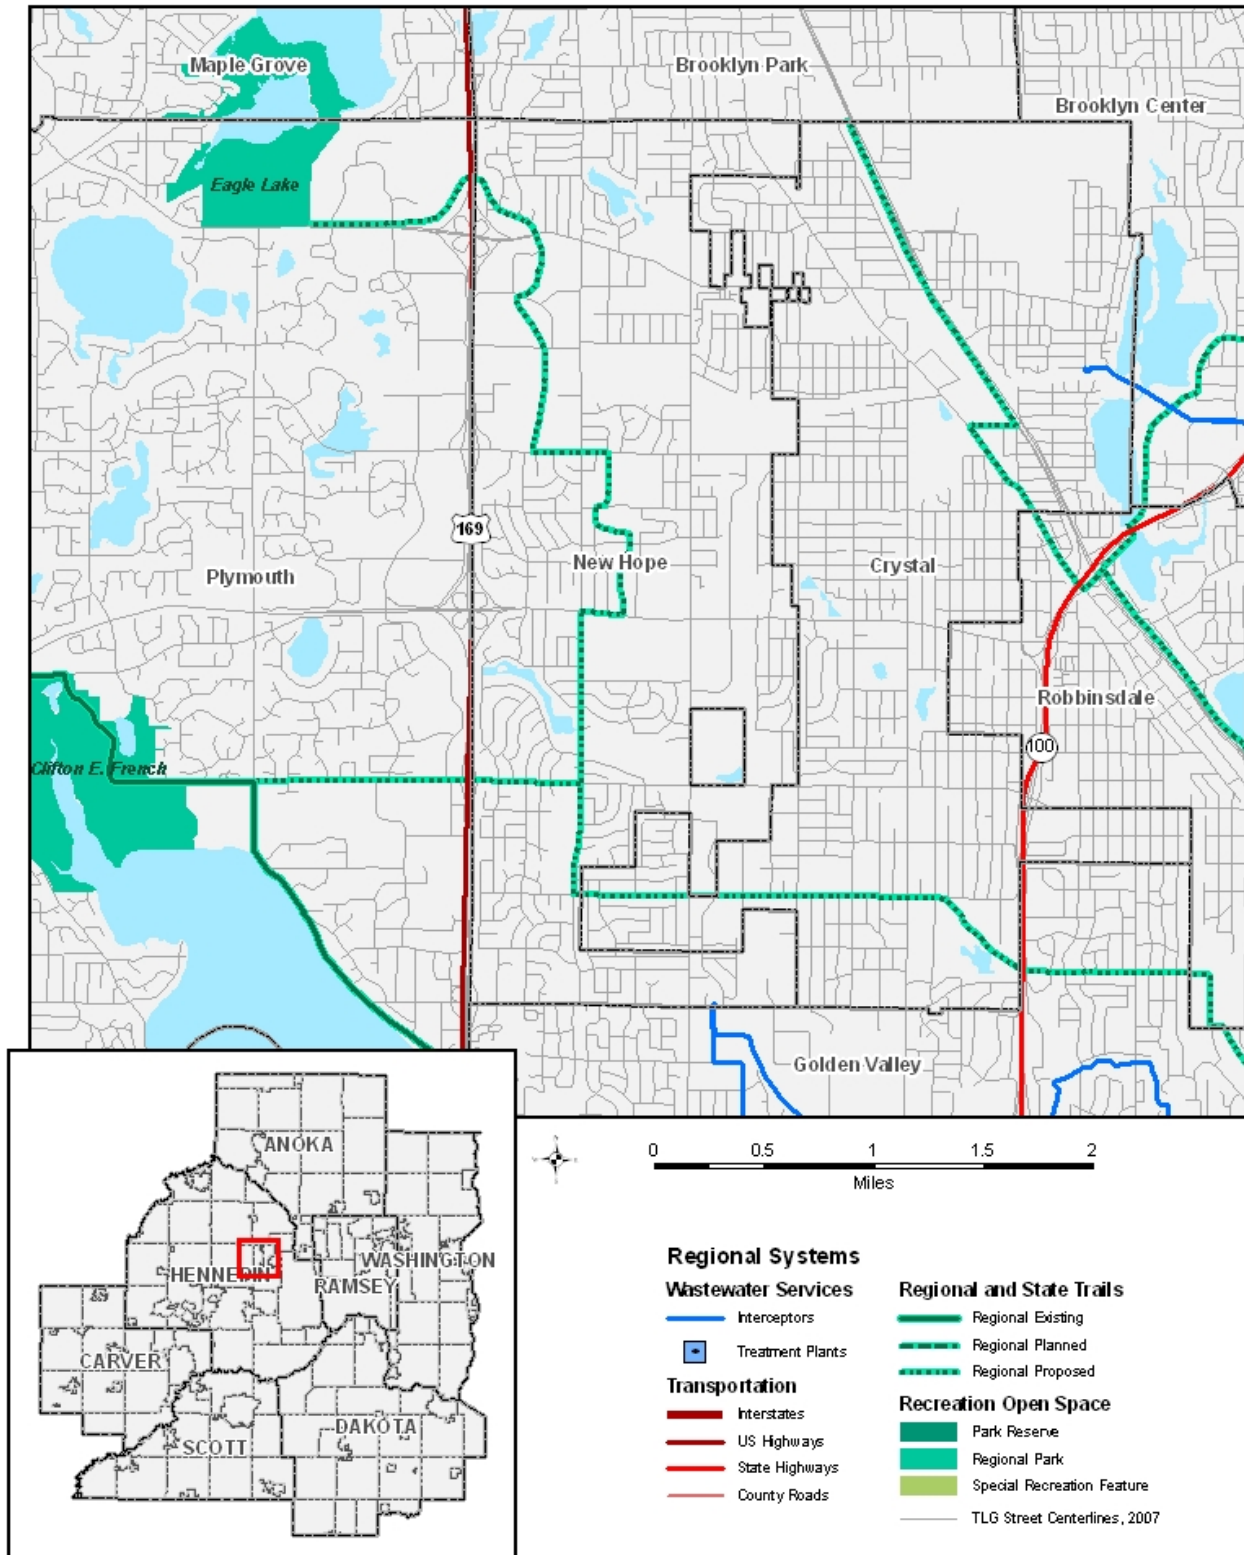 Maple Grove
Brooklyn Park
Brooklyn Center
Eagle Lake
169
Plymouth
New Hope
Crystal
Robbinsdale
100
Clifton E. French
Golden Valley
ANOKA
WASHINGTON
HENNEPIN
RAMSEY
CARVER
SCOTT
DAKOTA
0 0.5 1 1.5 2
Miles
Regional Systems
Wastewater Services
Interceptors
Treatment Plants
Transportation
Interstates
US Highways
State Highways
County Roads
Regional and State Trails
Regional Existing
Regional Planned
Regional Proposed
Recreation Open Space
Park Reserve
Regional Park
Special Recreation Feature
TLG Street Centerlines, 2007